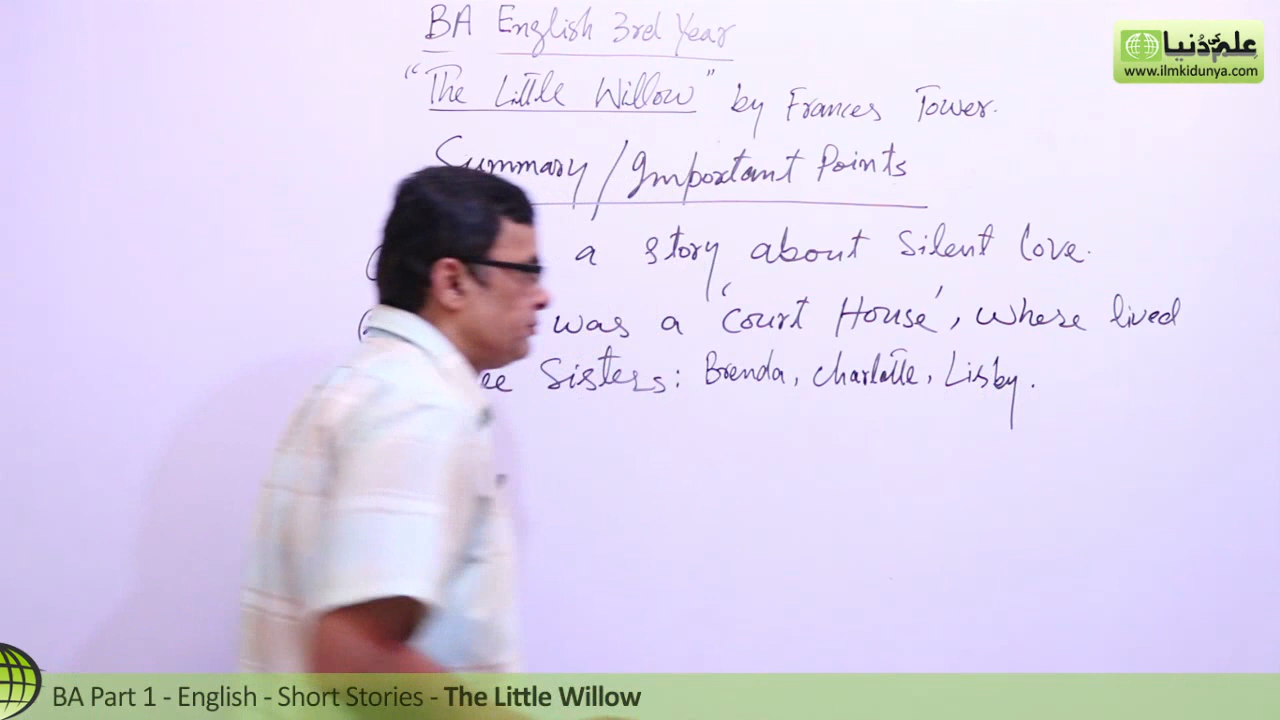 BA English 3rd Year
علم کی دُنیا
www.ilmkidunya.com
"The Little Willow" by Frances Tower.
Summary / Important Points
a story about Silent Love.
was a 'Court House', where lived
ee Sisters: Brenda, Charlotte, Lisby.
BA Part 1 - English - Short Stories - The Little Willow